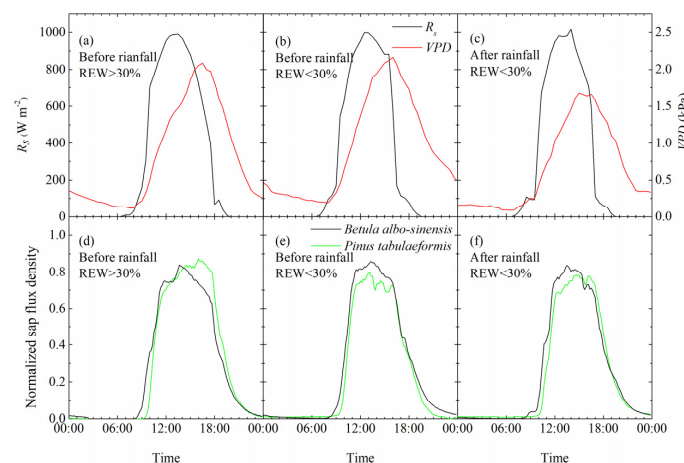 (a)
Before rianfall
REW>30%
(b)
Before rainfall
REW<30%
(c)
After rainfall
REW<30%
Rs
VPD
1000
800
600
400
200
0
Rs (W m-2)
2.5
2.0
1.5
1.0
0.5
0.0
VPD (kPa)
(d)
Before rainfall
REW>30%
(e)
Before rainfall
REW<30%
(f)
After rainfall
REW<30%
Betula albo-sinensis
Pinus tabulaeformis
1.0
0.8
0.6
0.4
0.2
0.0
Normalized sap flux density
00:00 06:00 12:00 18:00 00:00 06:00 12:00 18:00 00:00 06:00 12:00 18:00 00:00
Time Time Time